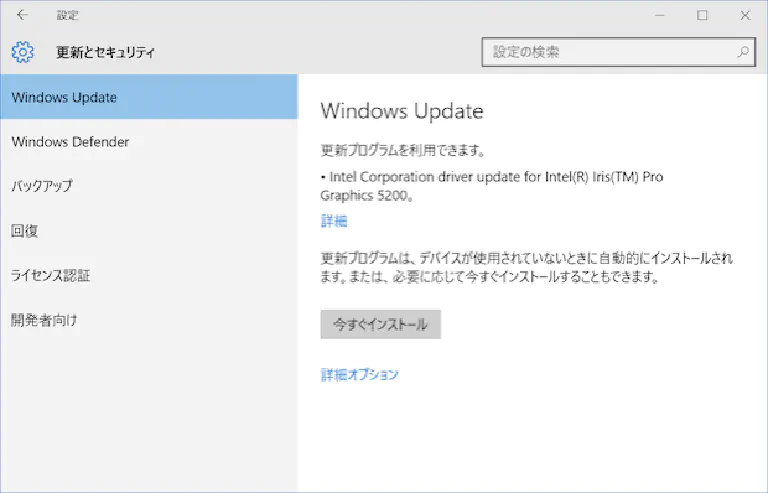 設定
更新とセキュリティ
設定の検索
Windows Update
Windows Defender
バックアップ
回復
ライセンス認証
開発者向け
Windows Update
更新プログラムを利用できます。
• Intel Corporation driver update for Intel(R) Iris(TM) Pro
Graphics 5200。
詳細
更新プログラムは、デバイスが使用されていないときに自動的にインストールされ
ます。または、必要に応じて今すぐインストールすることもできます。
今すぐインストール
詳細オプション